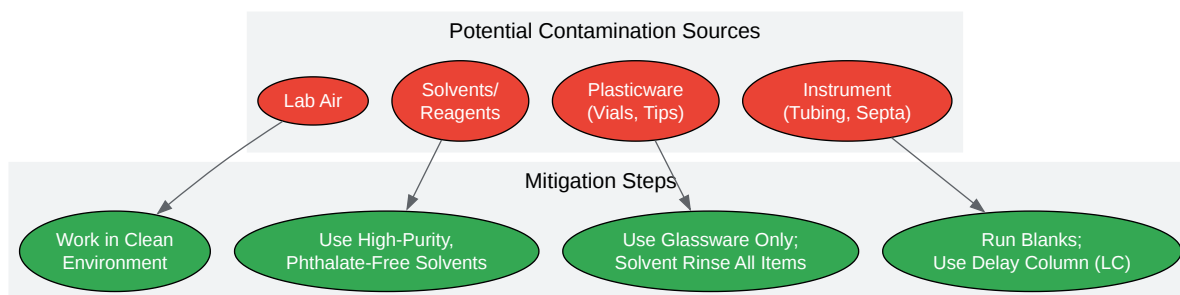 Potential Contamination Sources
Lab Air
Solvents/
Reagents
Plasticware
(Vials, Tips)
Instrument
(Tubing, Septa)
Mitigation Steps
Work in Clean
Environment
Use High-Purity,
Phthalate-Free Solvents
Use Glassware Only;
Solvent Rinse All Items
Run Blanks;
Use Delay Column (LC)